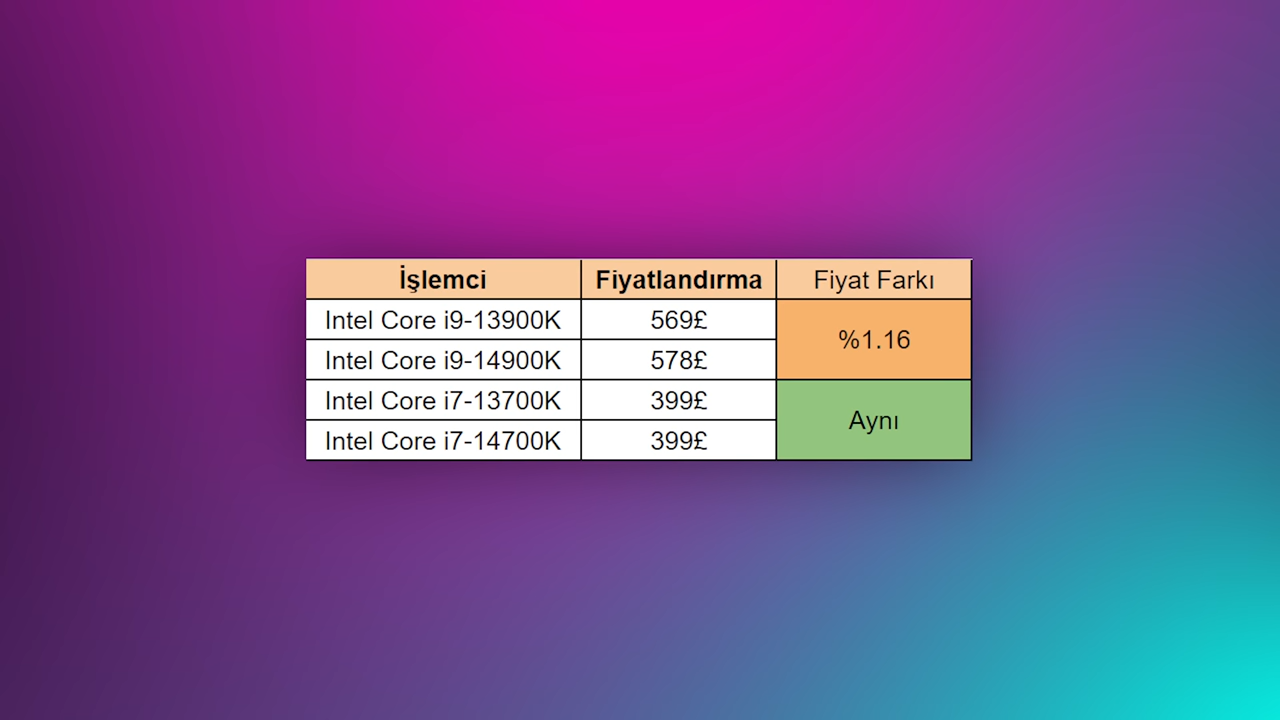 İşlemci Fiyatlandırma Fiyat Farkı
Intel Core i9-13900K 569£
%1.16
Intel Core i9-14900K 578£
Intel Core i7-13700K 399£
Aynı
Intel Core i7-14700K 399£